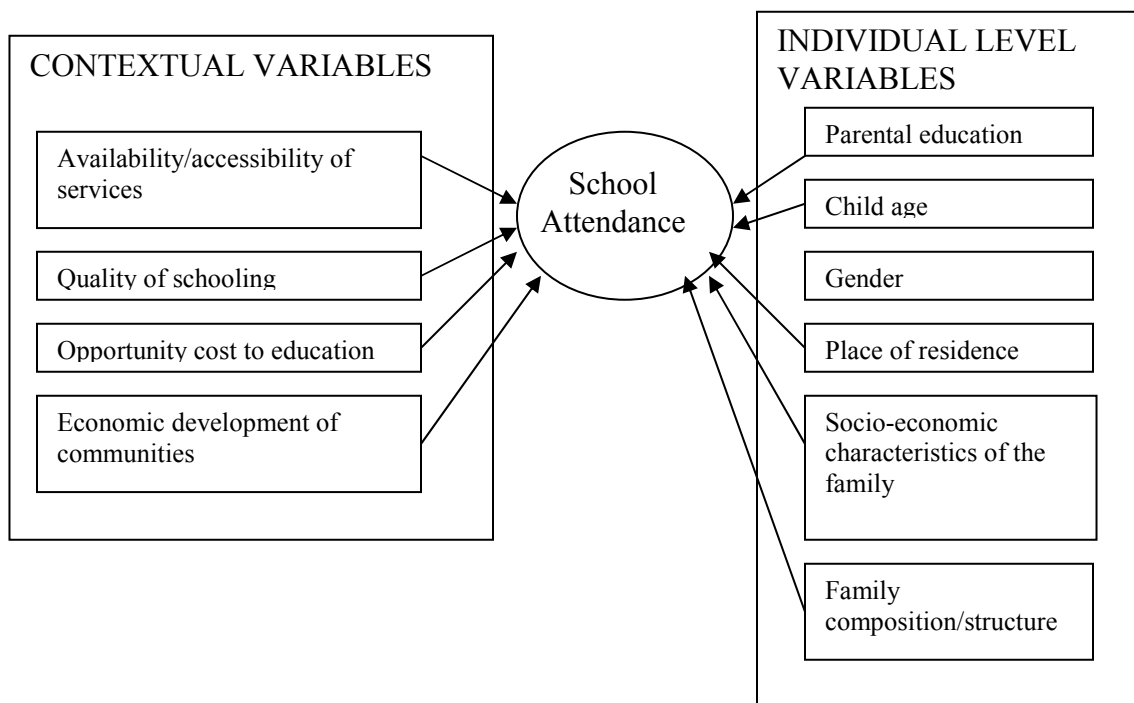 CONTEXTUAL VARIABLES
Availability/accessibility of
services
Quality of schooling
Opportunity cost to education
Economic development of
communities
School
Attendance
INDIVIDUAL LEVEL
VARIABLES
Parental education
Child age
Gender
Place of residence
Socio-economic
characteristics of the
family
Family
composition/structure